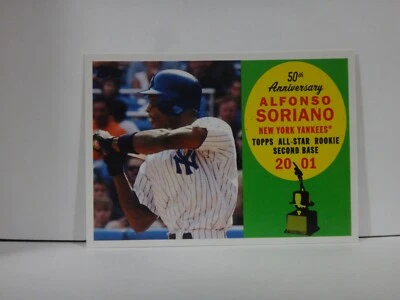 50th
Anniversary
ALFONSO
SORIANO
NEW YORK YANKEES®
TOPPS ALL-STAR ROOKIE
SECOND BASE
20 01
NY